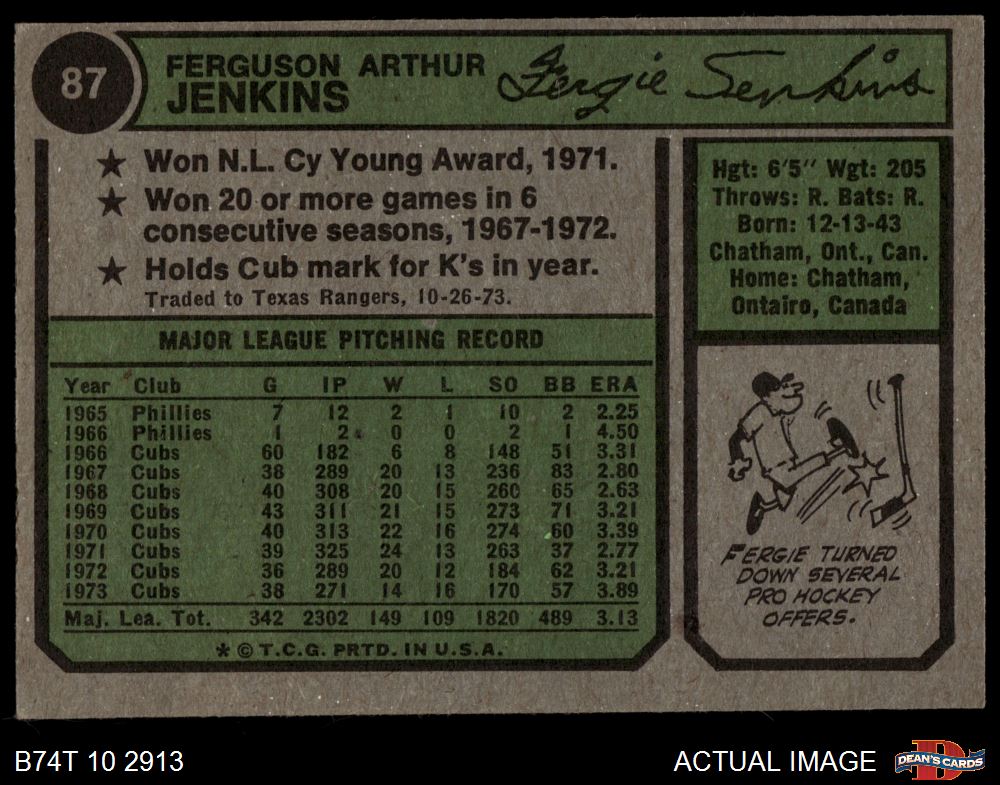 87
FERGUSON ARTHUR
JENKINS
Fergie Jenkins
★ Won N.L. Cy Young Award, 1971.
★ Won 20 or more games in 6
consecutive seasons, 1967-1972.
★ Holds Cub mark for K's in year.
Traded to Texas Rangers, 10-26-73.
Hgt: 6'5" Wgt: 205
Throws: R. Bats: R.
Born: 12-13-43
Chatham, Ont., Can.
Home: Chatham,
Ontairo, Canada
MAJOR LEAGUE PITCHING RECORD
Year Club G IP W L SO BB ERA
1965 Phillies 7 12 2 1 10 2 2.25
1966 Phillies 1 2 0 0 2 1 4.50
1966 Cubs 60 182 6 8 148 51 3.31
1967 Cubs 38 289 20 13 236 83 2.80
1968 Cubs 40 308 20 15 260 65 2.63
1969 Cubs 43 311 21 15 273 71 3.21
1970 Cubs 40 313 22 16 274 60 3.39
1971 Cubs 39 325 24 13 263 37 2.77
1972 Cubs 36 289 20 12 184 62 3.21
1973 Cubs 38 271 14 16 170 57 3.89
Maj. Lea. Tot. 342 2302 149 109 1820 489 3.13
* © T.C.G. PRTD. IN U.S.A.
FERGIE TURNED
DOWN SEVERAL
PRO HOCKEY
OFFERS.
B74T 10 2913
ACTUAL IMAGE
D
DEAN'S CARDS